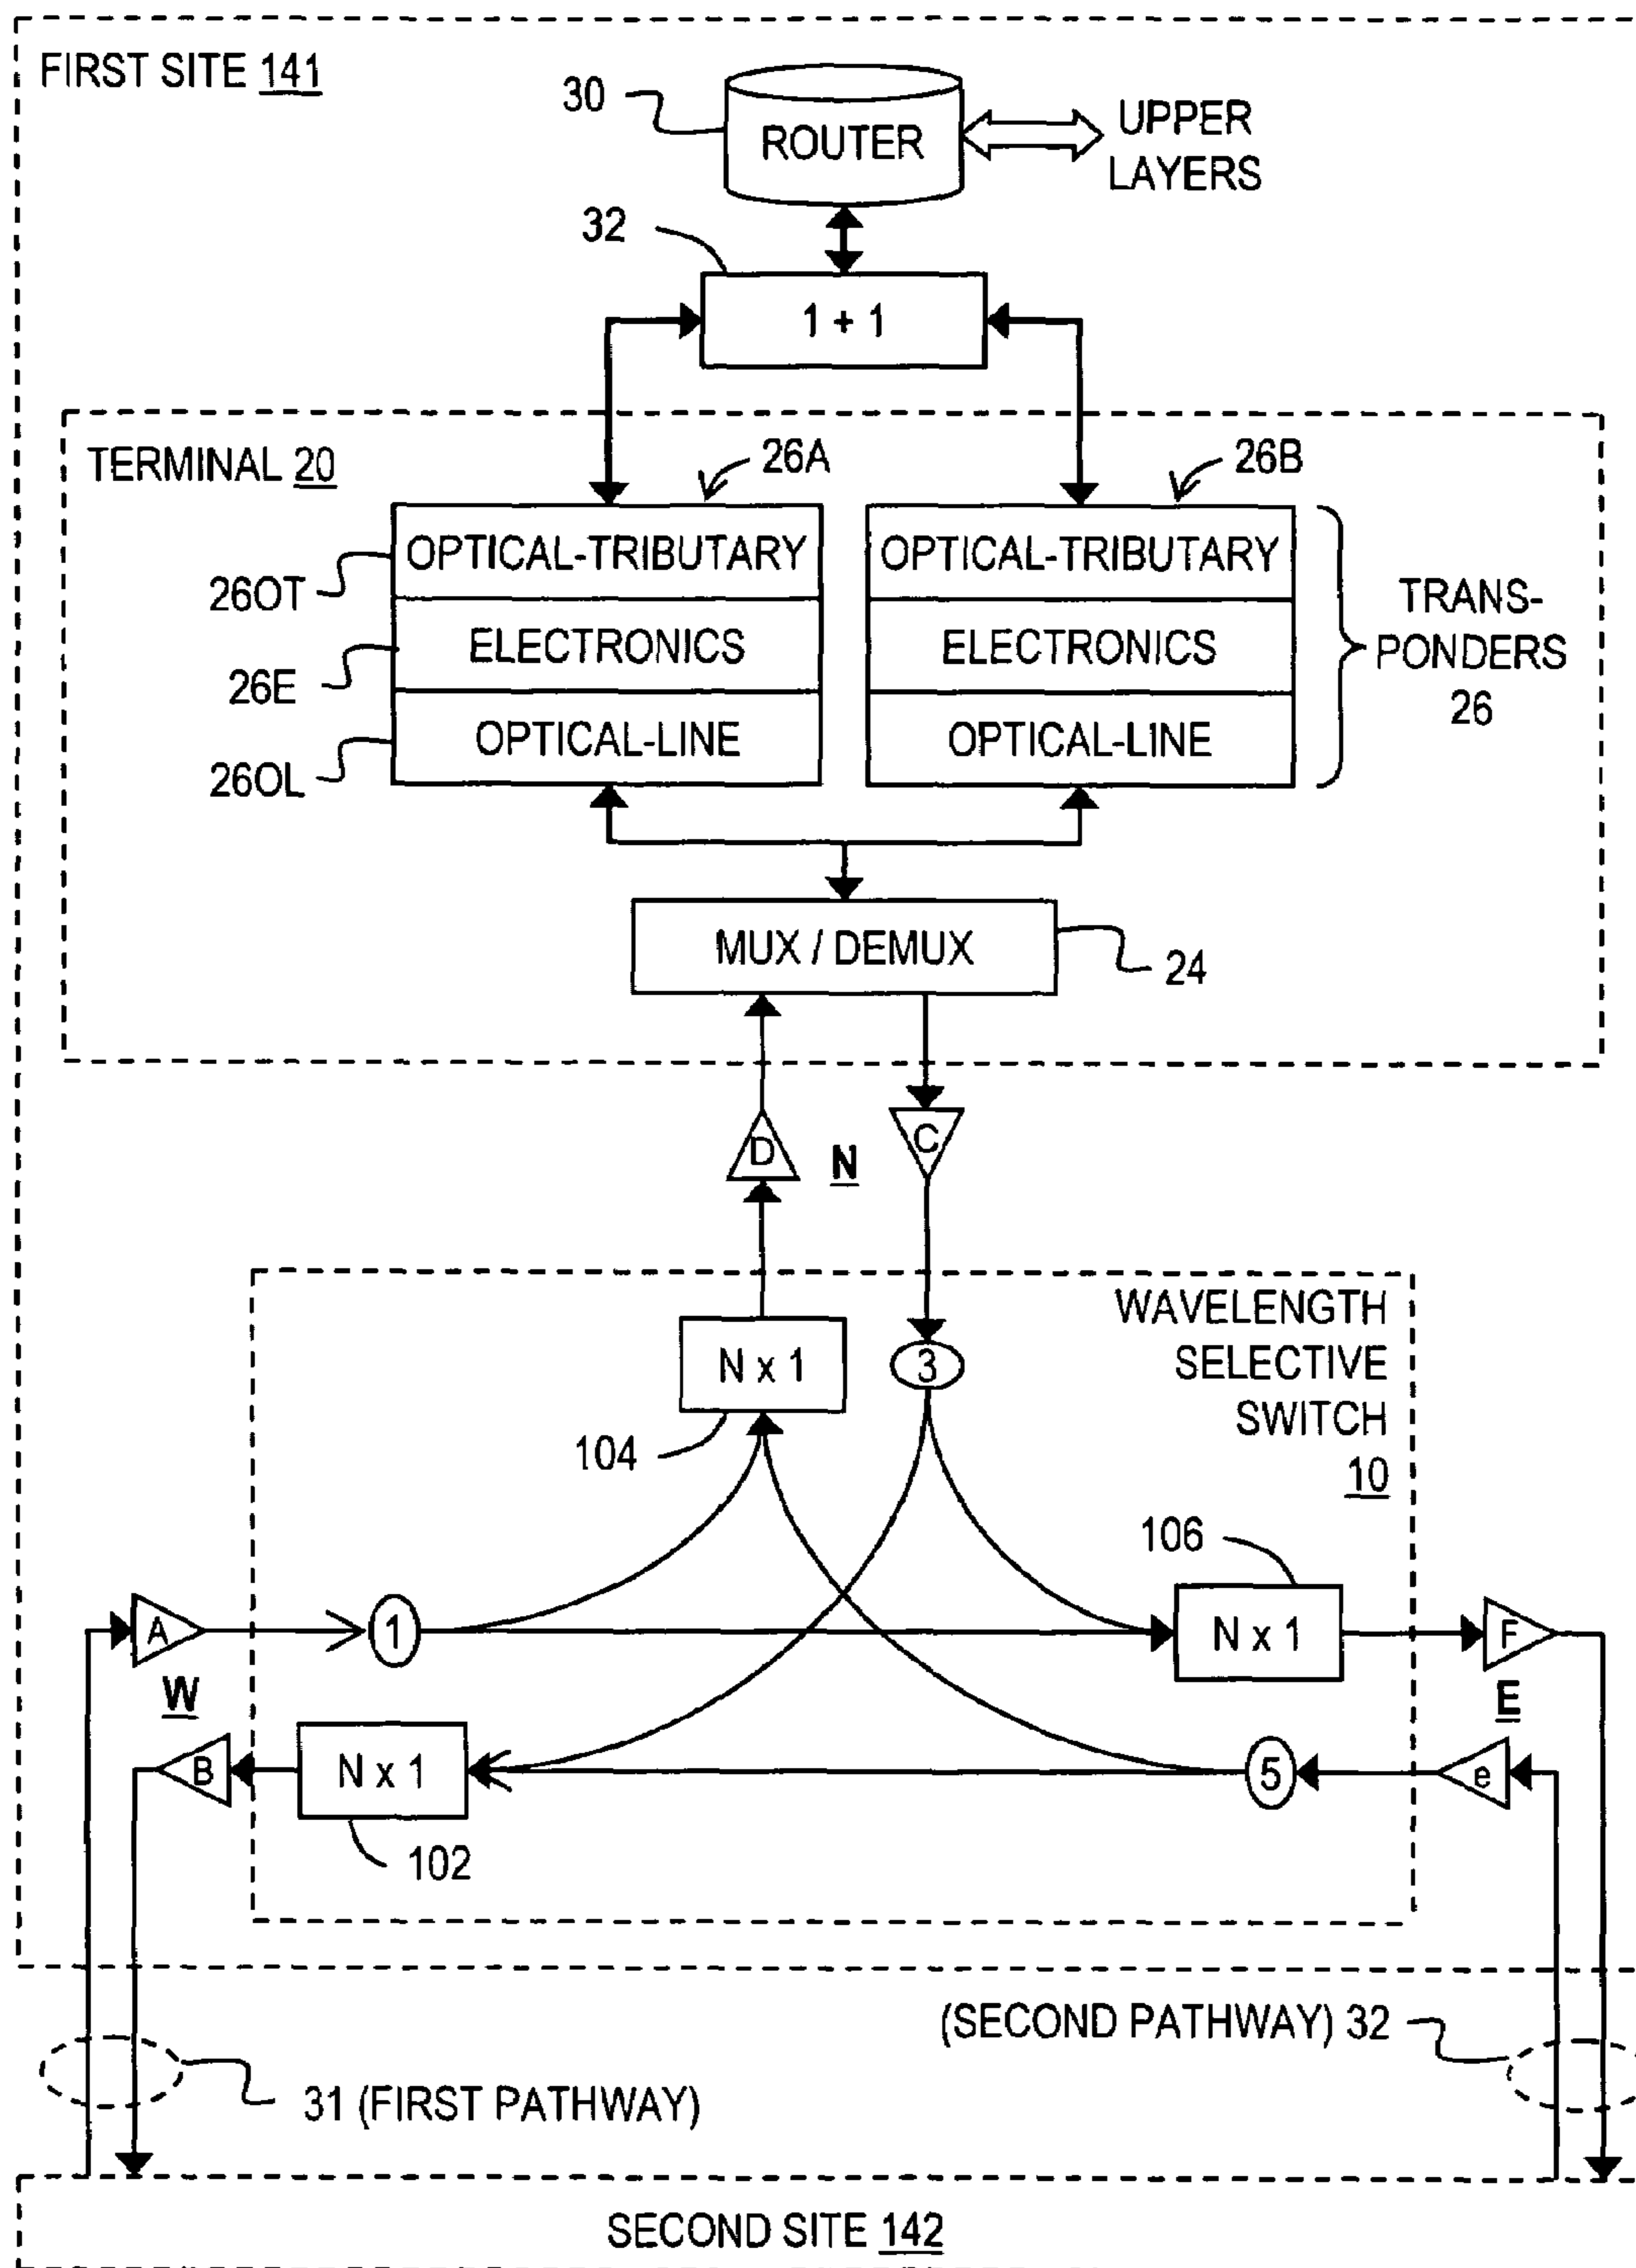 FIRST SITE 141
30
ROUTER
UPPER
LAYERS
32
1 + 1
TERMINAL 20
26A
26B
OPTICAL-TRIBUTARY
OPTICAL-TRIBUTARY
26OT
ELECTRONICS
ELECTRONICS
26E
OPTICAL-LINE
OPTICAL-LINE
26OL
TRANS-
PONDERS
26
MUX / DEMUX
24
D
N
C
WAVELENGTH
SELECTIVE
SWITCH
10
N x 1
3
104
106
A
1
N x 1
F
W
E
B
N x 1
5
e
102
(SECOND PATHWAY) 32
31 (FIRST PATHWAY)
SECOND SITE 142